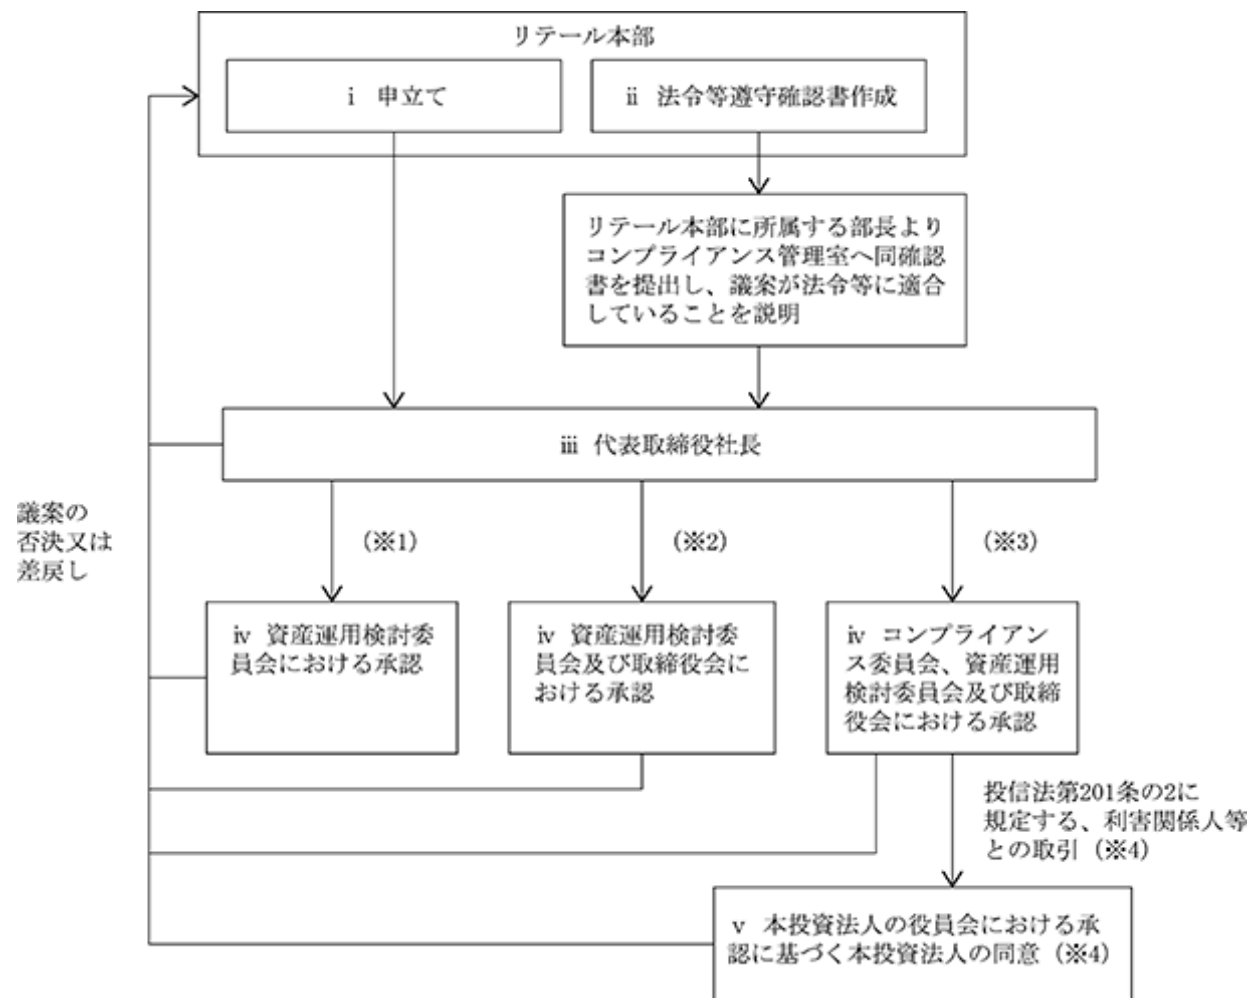 リテール本部
ⅰ 申立て
ⅱ 法令等遵守確認書作成
リテール本部に所属する部長より
コンプライアンス管理室へ同確認
書を提出し、議案が法令等に適合
していることを説明
ⅲ 代表取締役社長
議案の
否決又は
差戻し
(※1)
(※2)
(※3)
ⅳ 資産運用検討委
員会における承認
ⅳ 資産運用検討委
員会及び取締役会に
おける承認
ⅳ コンプライアン
ス委員会、資産運用
検討委員会及び取締
役会における承認
投信法第201条の2に
規定する、利害関係人等
との取引 (※4)
ⅴ 本投資法人の役員会における承
認に基づく本投資法人の同意 (※4)